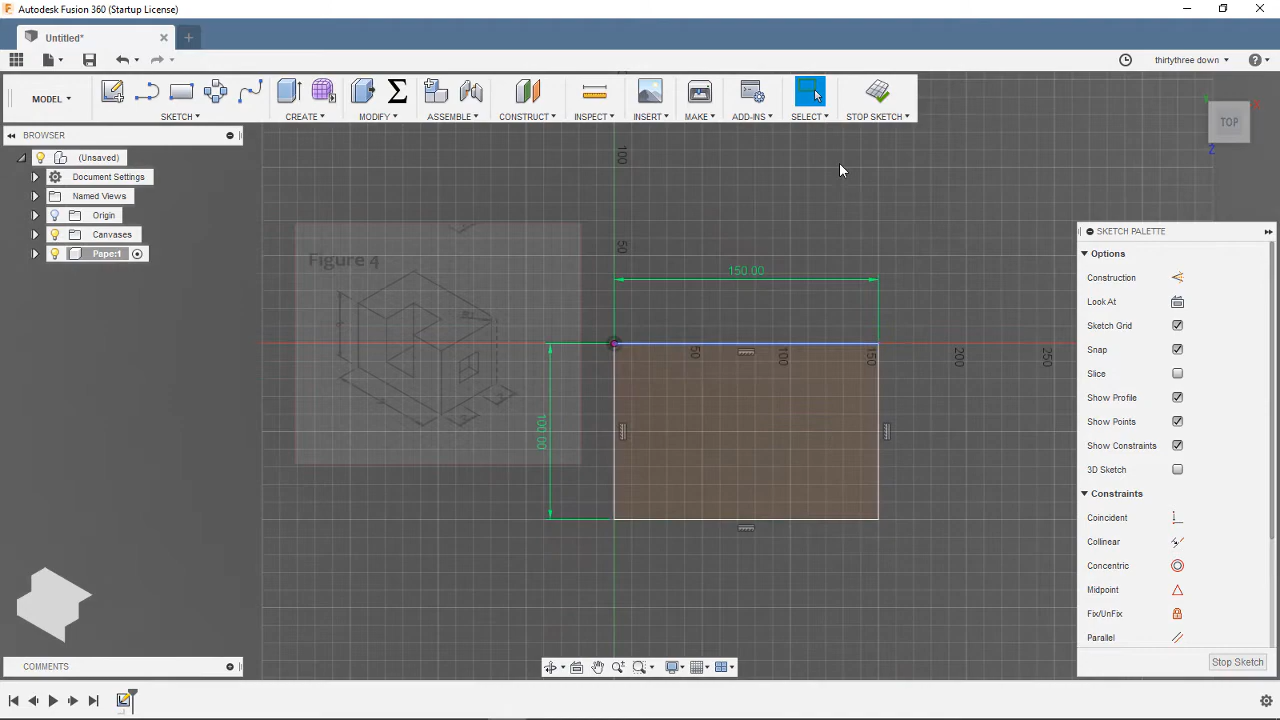 Autodesk Fusion 360 (Startup License)
Untitled*
thirtythree down
MODEL
SKETCH
CREATE
MODIFY
ASSEMBLE
CONSTRUCT
INSPECT
INSERT
MAKE
ADD-INS
SELECT
STOP SKETCH
BROWSER
(Unsaved)
Document Settings
Named Views
Origin
Canvases
Pape:1
TOP
Z
100
50
Figure 4
150.00
100.00
50
100
150
200
250
SKETCH PALETTE
Options
Construction
Look At
Sketch Grid
Snap
Slice
Show Profile
Show Points
Show Constraints
3D Sketch
Constraints
Coincident
Collinear
Concentric
Midpoint
Fix/UnFix
Parallel
Stop Sketch
COMMENTS